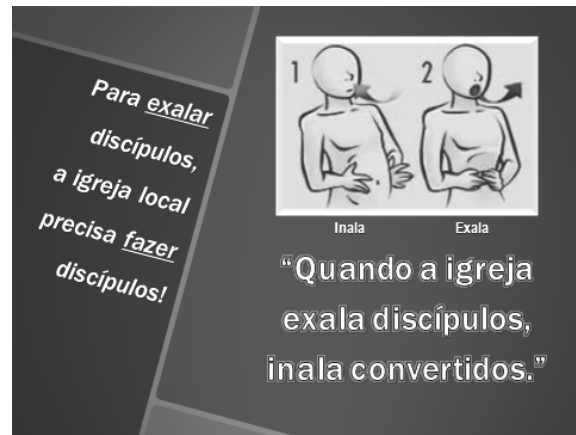 Para exalar
discípulos,
a igreja local
precisa fazer
discípulos!
1 2
Inala Exala
“Quando a igreja
exala discípulos,
inala convertidos.”